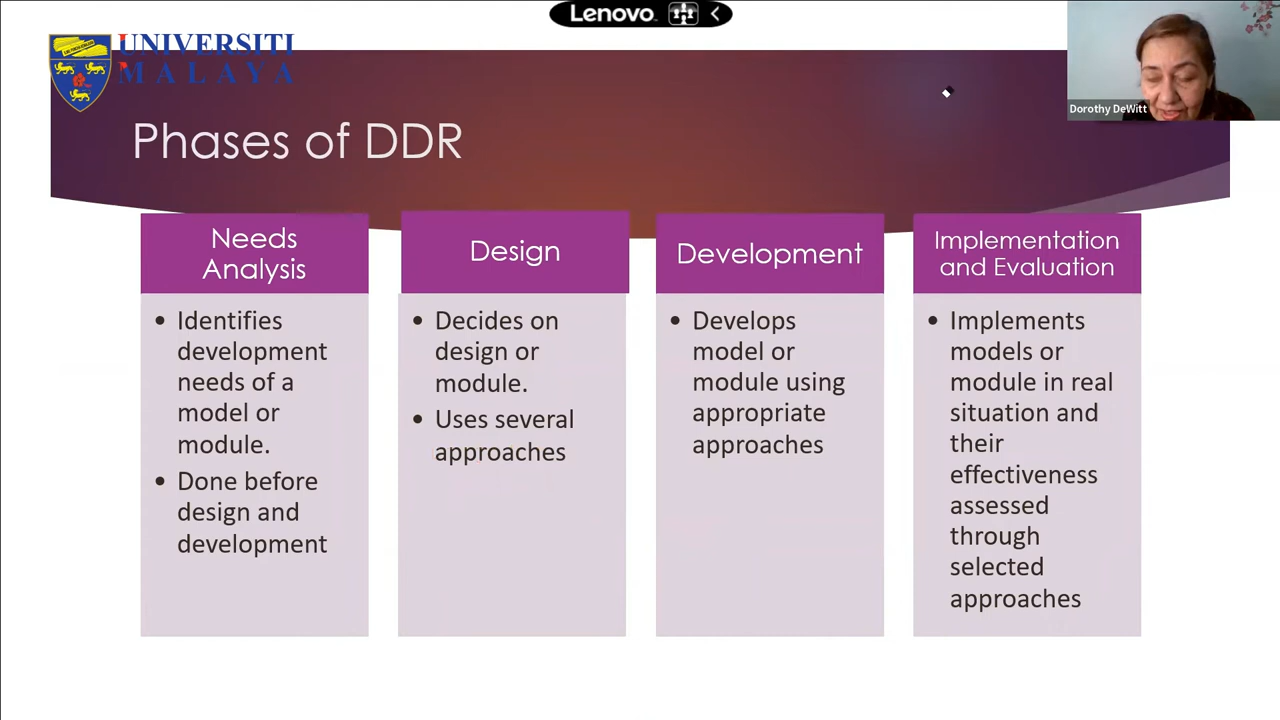 Lenovo
UNIVERSITI
MALAYA
Dorothy DeWitt
Phases of DDR
Needs
Analysis
• Identifies
development
needs of a
model or
module.
• Done before
design and
development
Design
• Decides on
design or
module.
• Uses several
approaches
Development
• Develops
model or
module using
appropriate
approaches
Implementation
and Evaluation
• Implements
models or
module in real
situation and
their
effectiveness
assessed
through
selected
approaches